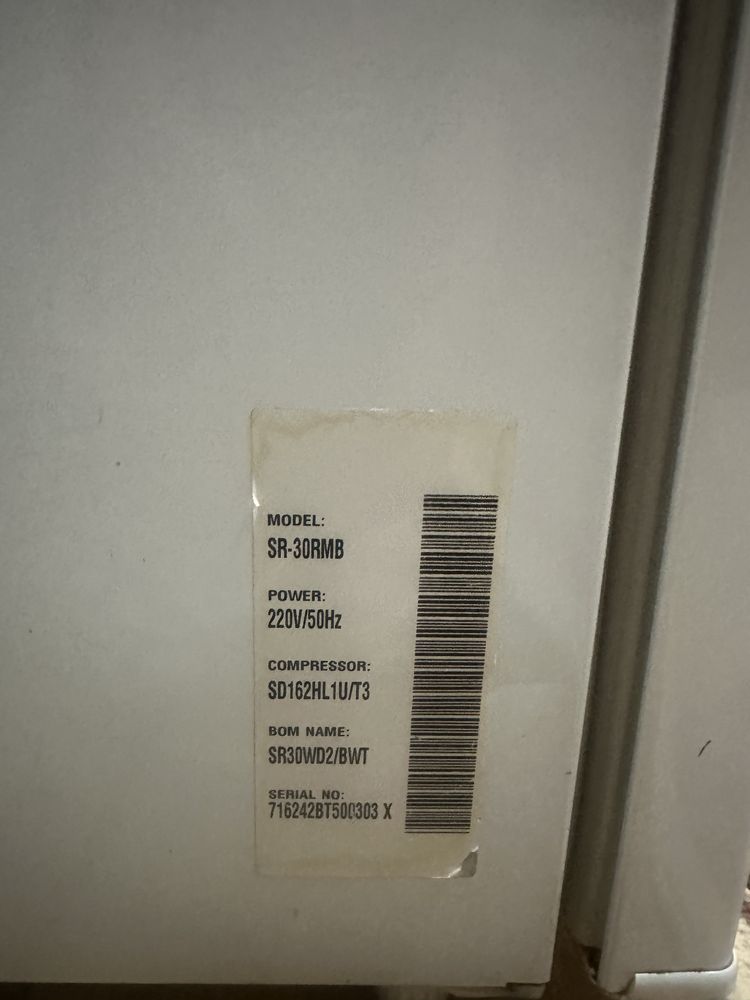 MODEL:
SR-30RMB
POWER:
220V/50Hz
COMPRESSOR:
SD162HL1U/T3
BOM NAME:
SR30WD2/BWT
SERIAL NO:
716242BT500303 X